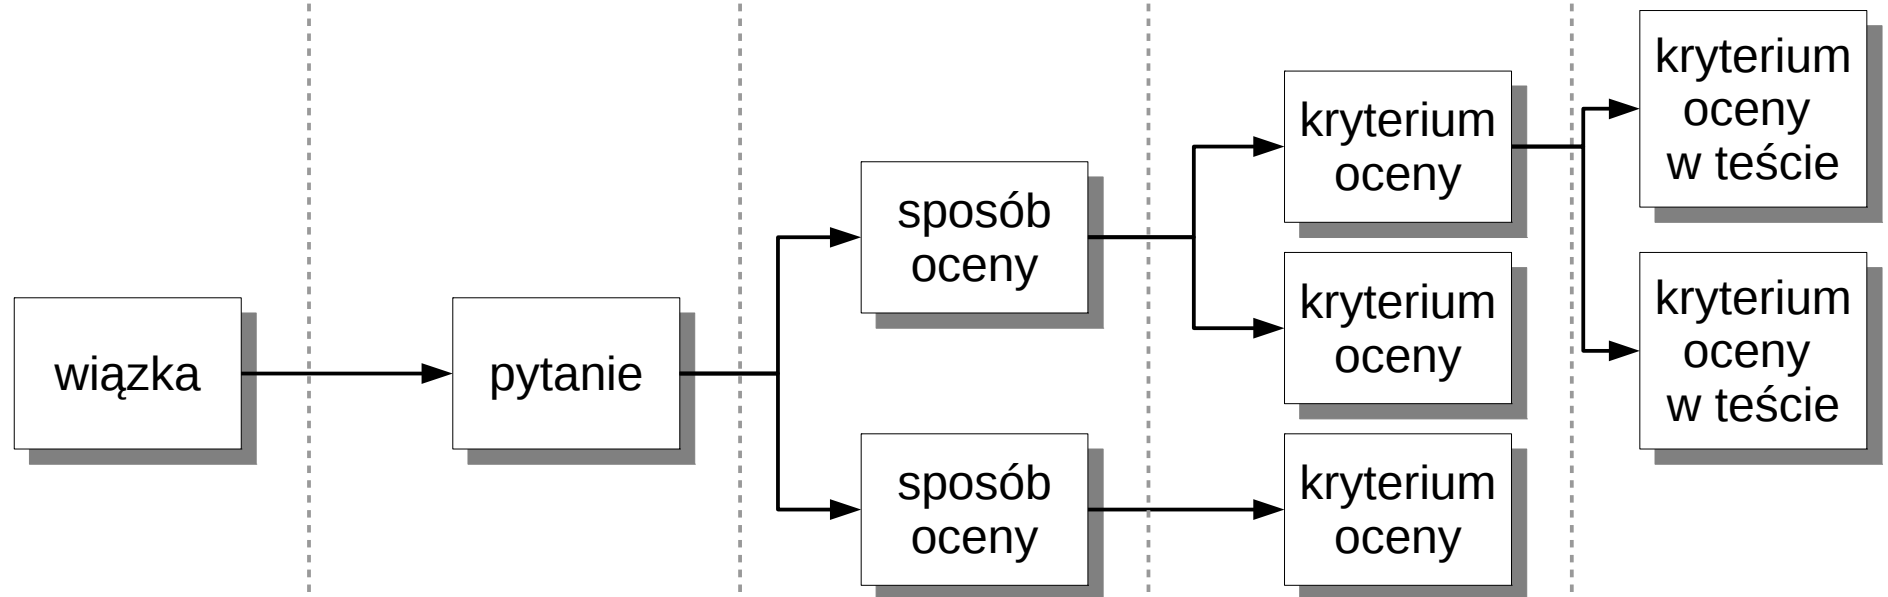 wiązka
pytanie
sposób
oceny
sposób
oceny
kryterium
oceny
kryterium
oceny
kryterium
oceny
kryterium
oceny
w teście
kryterium
oceny
w teście